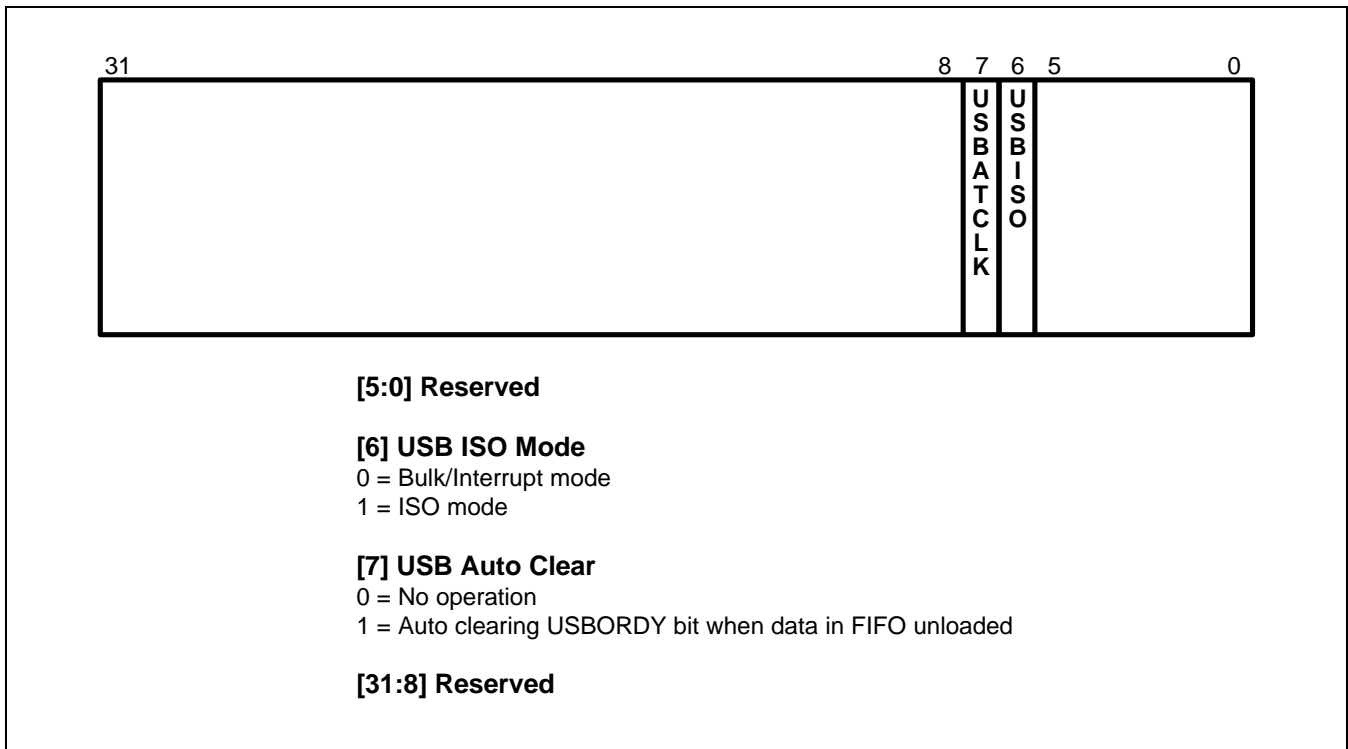 31 8 7 6 5 0
USBATCLK
USBISO
[5:0] Reserved
[6] USB ISO Mode
0 = Bulk/Interrupt mode
1 = ISO mode
[7] USB Auto Clear
0 = No operation
1 = Auto clearing USBORDY bit when data in FIFO unloaded
[31:8] Reserved